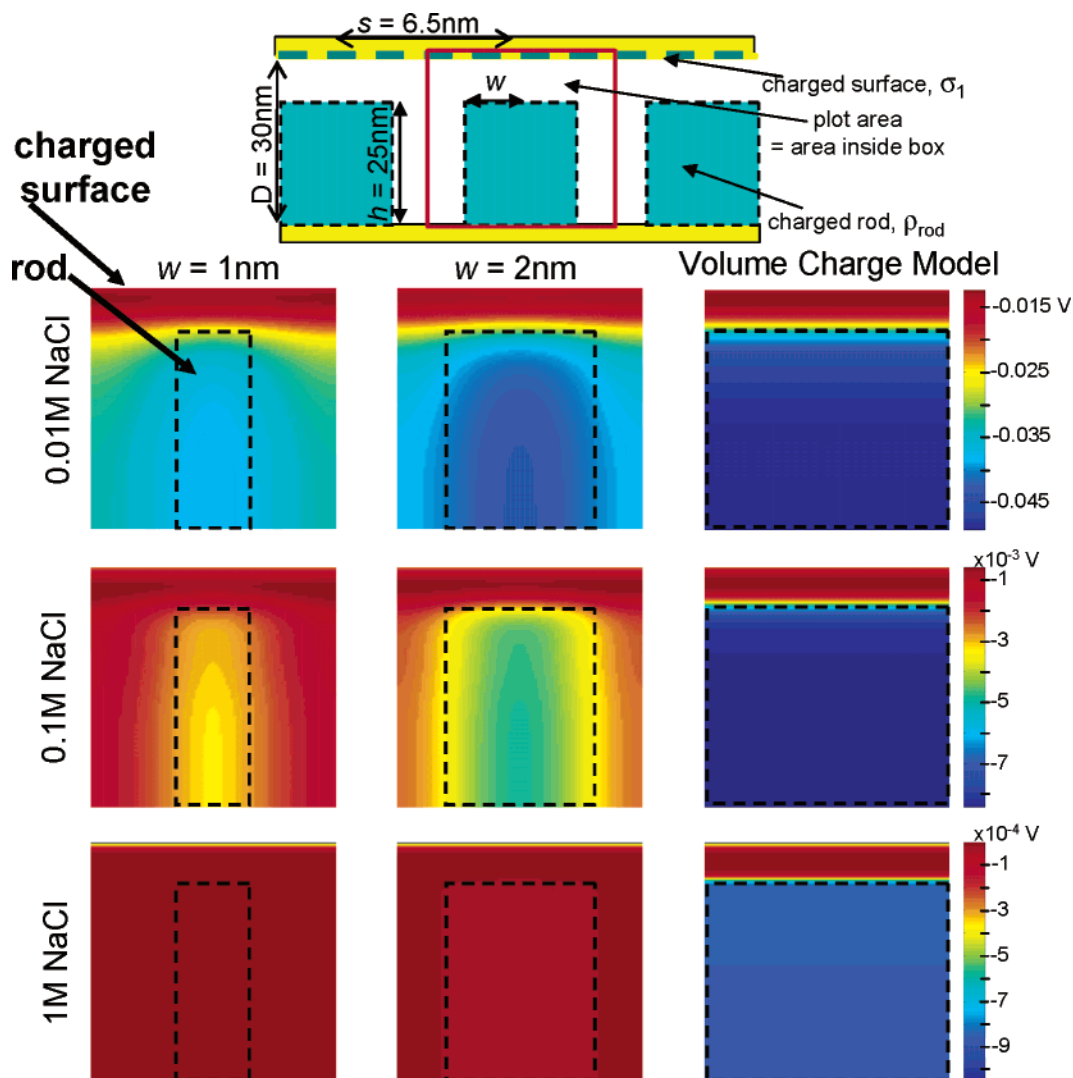 s = 6.5nm
w
D = 30nm
h = 25nm
charged surface, σ1
plot area
= area inside box
charged rod, ρrod
charged
surface
rod
w = 1nm
w = 2nm
Volume Charge Model
0.01M NaCl
-0.015 V
-0.025
-0.035
-0.045
0.1M NaCl
x10-3 V
-1
-3
-5
-7
1M NaCl
x10-4 V
-1
-3
-5
-7
-9